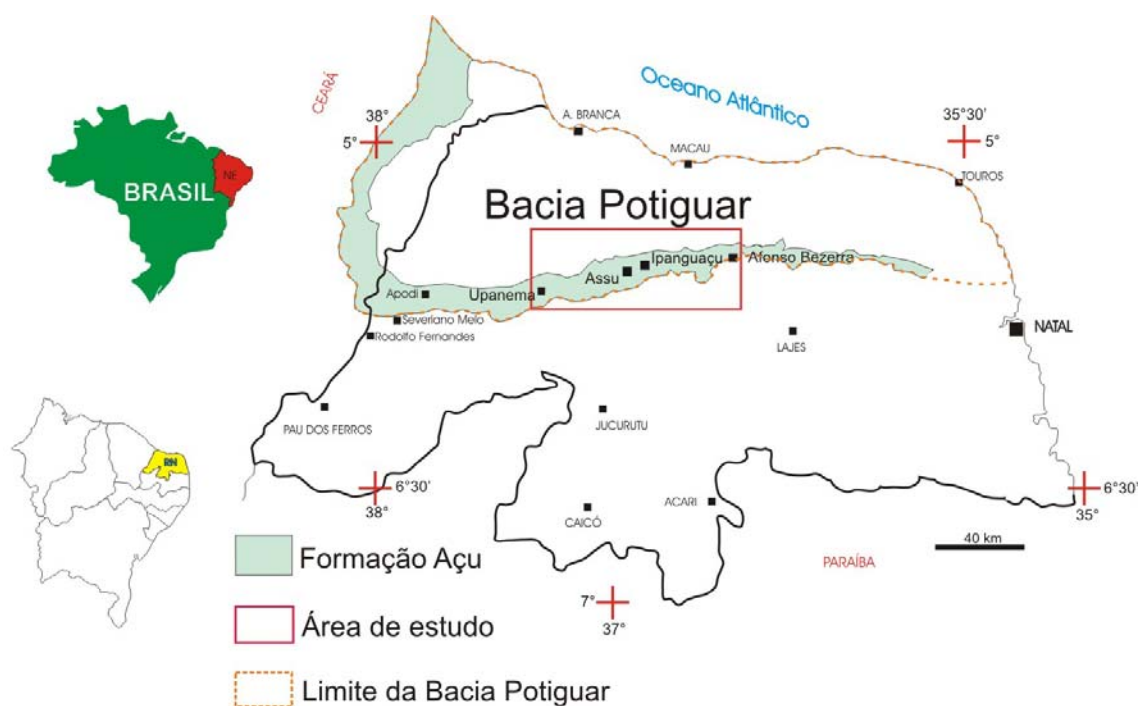 CEARÁ
Oceano Atlântico
38°
5°
35°30'
5°
A. BRANCA
MACAU
TOUROS
NE
BRASIL
Bacia Potiguar
Ipanguaçu
Afonso Bezerra
Assu
Apodi
Upanema
Severiano Melo
Rodolfo Fernandes
LAJES
NATAL
PAU DOS FERROS
JUCURUTU
RN
6°30'
38°
6°30'
35°
CAICÓ
ACARI
40 km
PARAÍBA
7°
37°
Formação Açu
Área de estudo
Limite da Bacia Potiguar